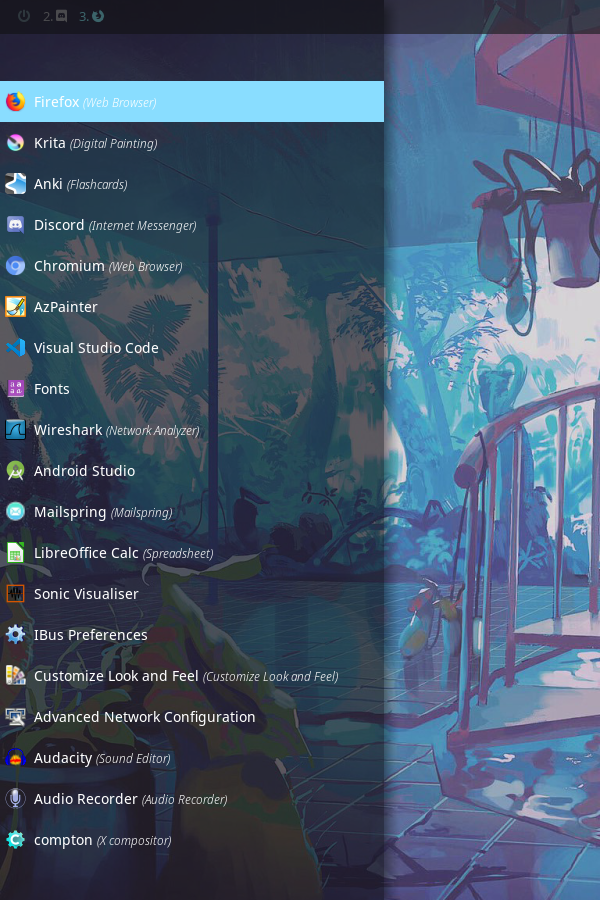 2. 3.
Firefox (Web Browser)
Krita (Digital Painting)
Anki (Flashcards)
Discord (Internet Messenger)
Chromium (Web Browser)
AzPainter
Visual Studio Code
Fonts
Wireshark (Network Analyzer)
Android Studio
Mailspring (Mailspring)
LibreOffice Calc (Spreadsheet)
Sonic Visualiser
IBus Preferences
Customize Look and Feel (Customize Look and Feel)
Advanced Network Configuration
Audacity (Sound Editor)
Audio Recorder (Audio Recorder)
compton (X compositor)